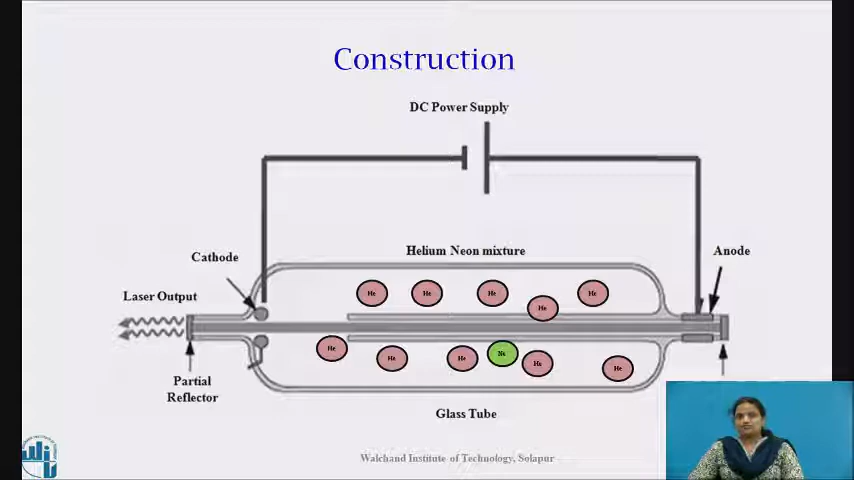 Construction
DC Power Supply
Cathode
Helium Neon mixture
Anode
Laser Output
He
He
He
He
He
He
He
He
Ne
He
He
Partial
Reflector
Glass Tube
Walchand Institute of Technology, Solapur